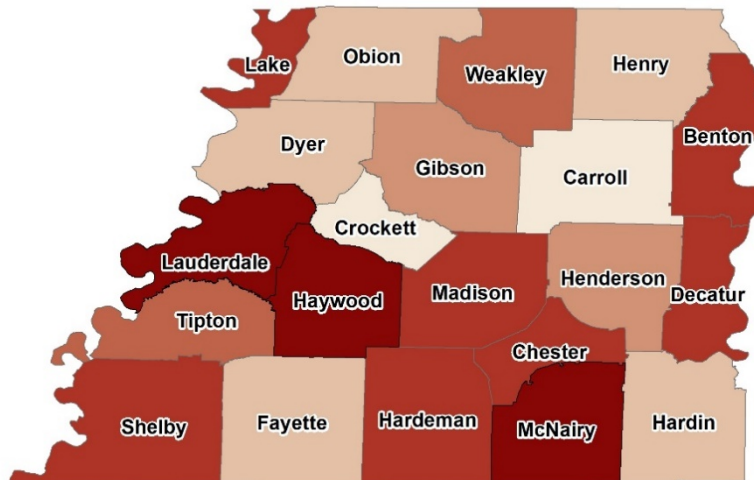 Lake
Obion
Weakley
Henry
Benton
Dyer
Gibson
Carroll
Crockett
Lauderdale
Haywood
Madison
Henderson
Decatur
Tipton
Chester
Shelby
Fayette
Hardeman
McNairy
Hardin